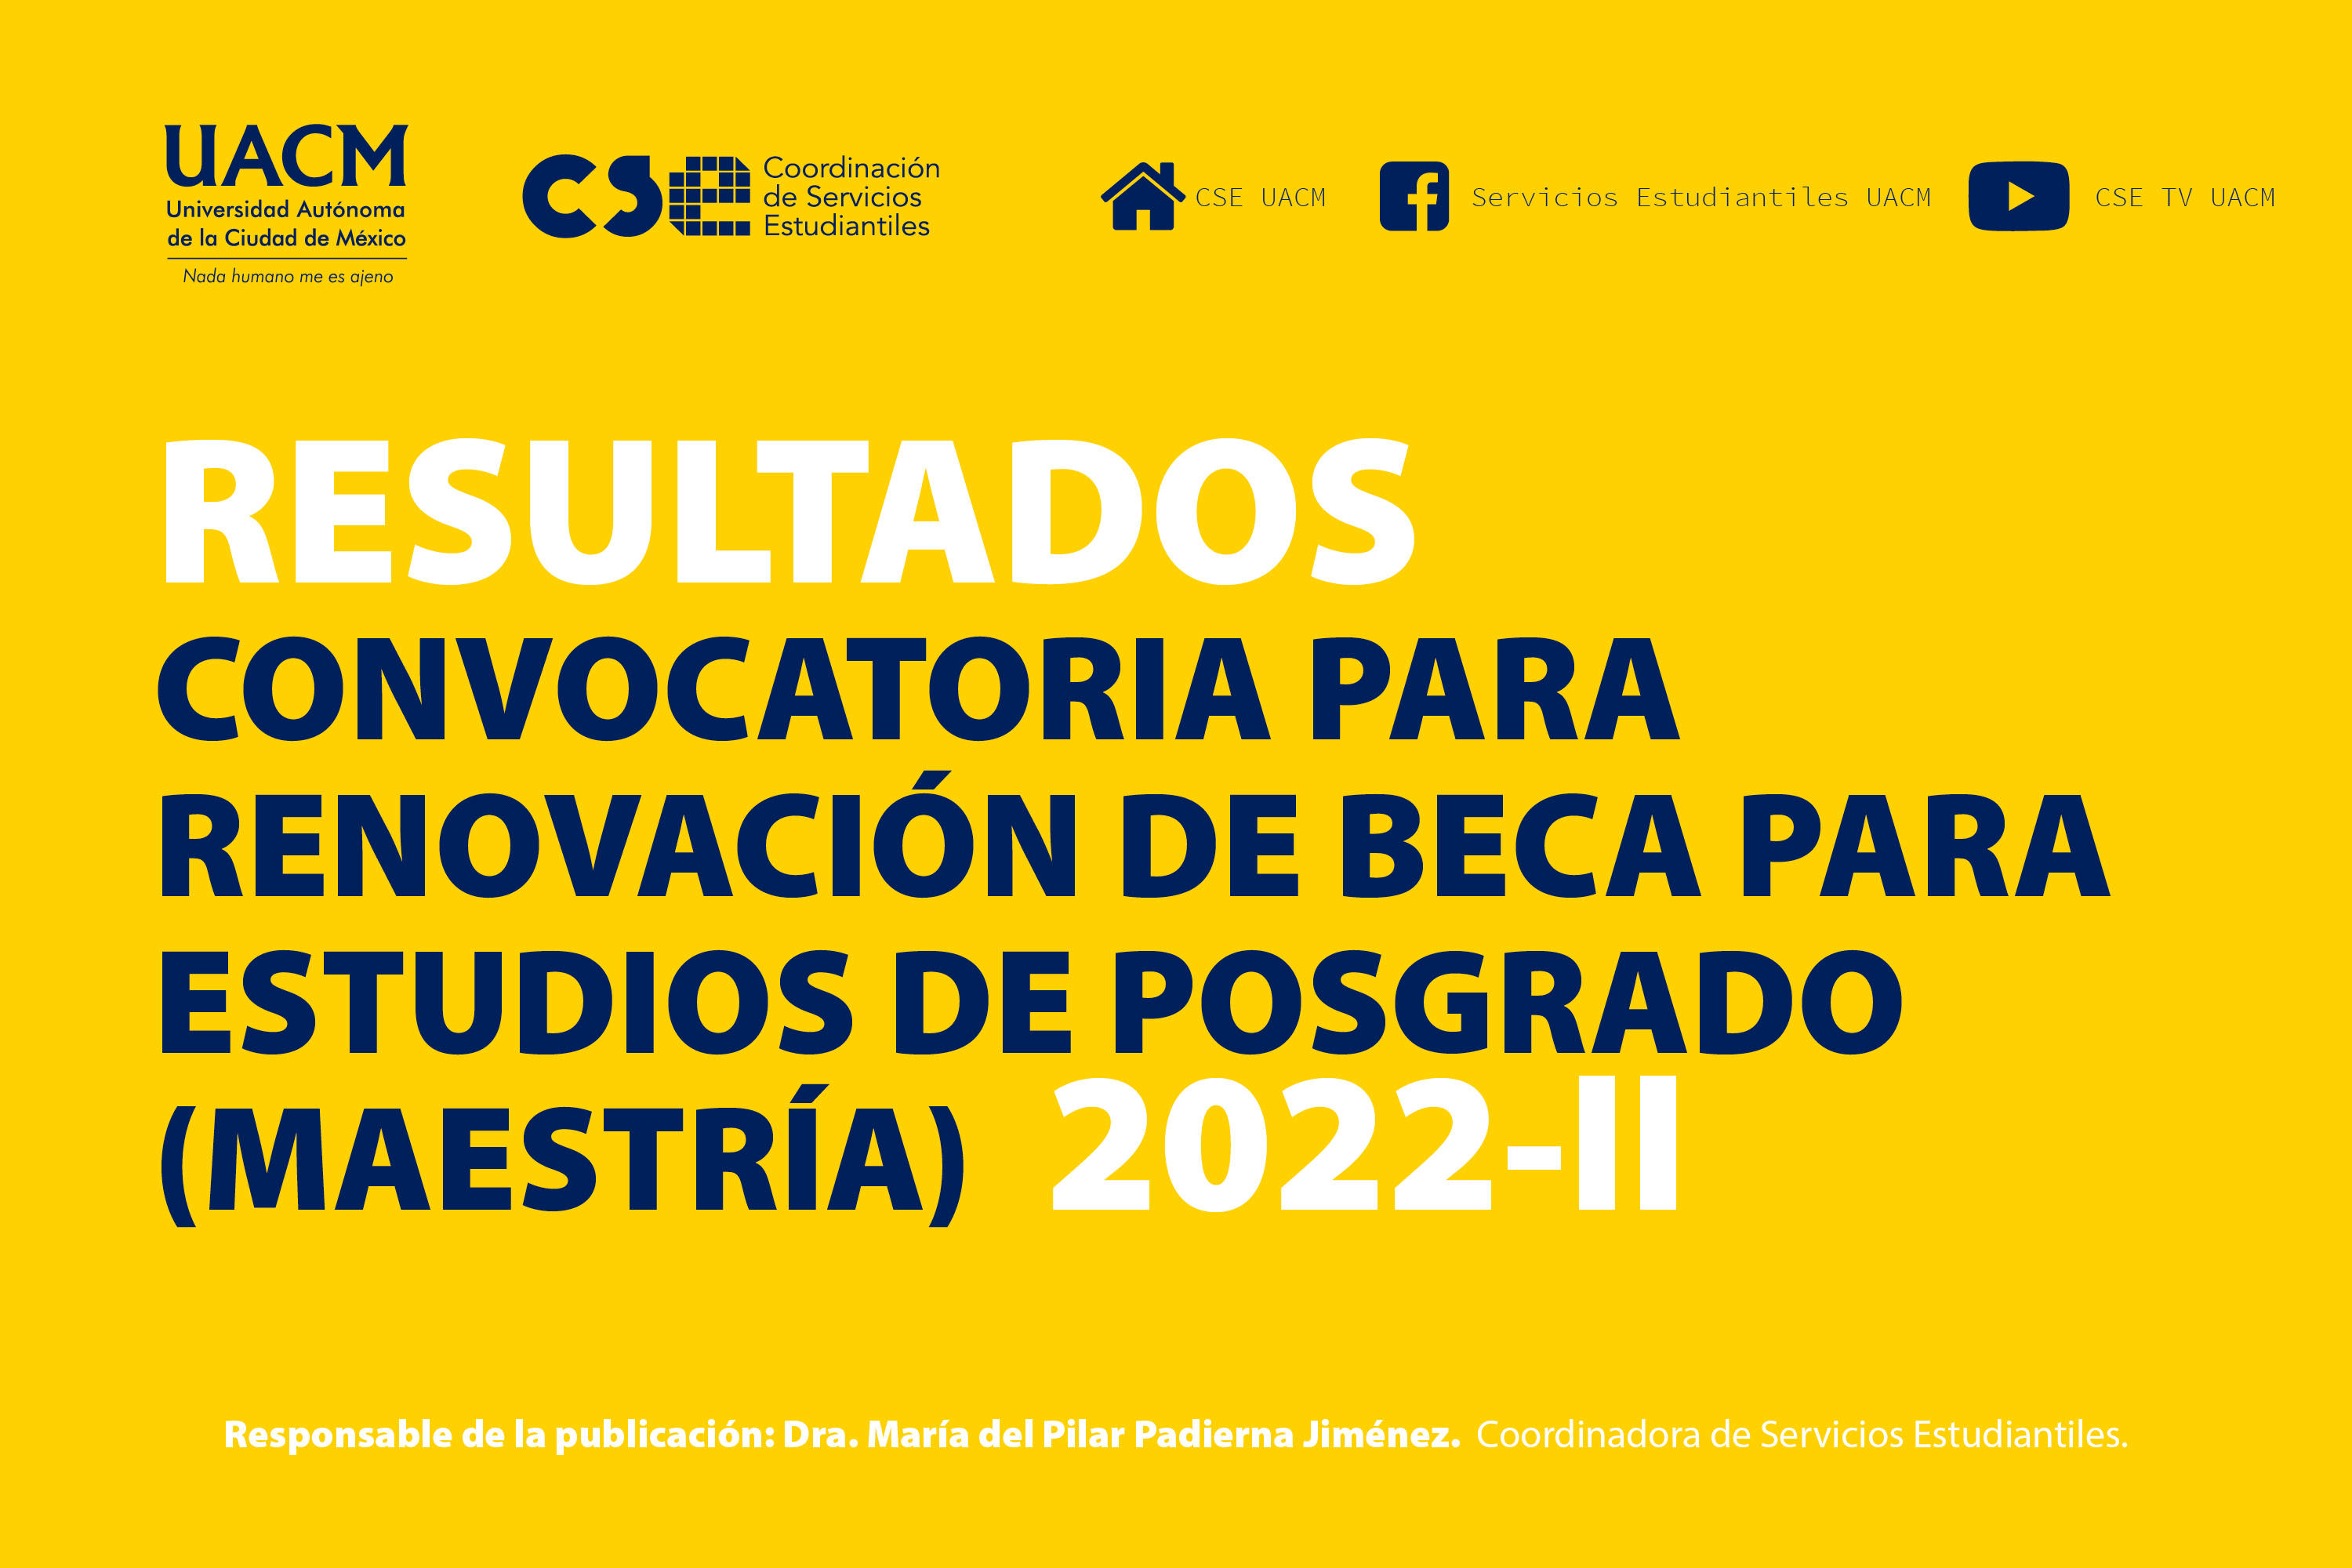 UACM
Universidad Autónoma
de la Ciudad de México
Nada humano me es ajeno
CSE
Coordinación
de Servicios
Estudiantiles
CSE UACM
Servicios Estudiantiles UACM
CSE TV UACM
RESULTADOS
CONVOCATORIA PARA
RENOVACIÓN DE BECA PARA
ESTUDIOS DE POSGRADO
(MAESTRÍA) 2022-II
Responsable de la publicación: Dra. María del Pilar Padierna Jiménez. Coordinadora de Servicios Estudiantiles.